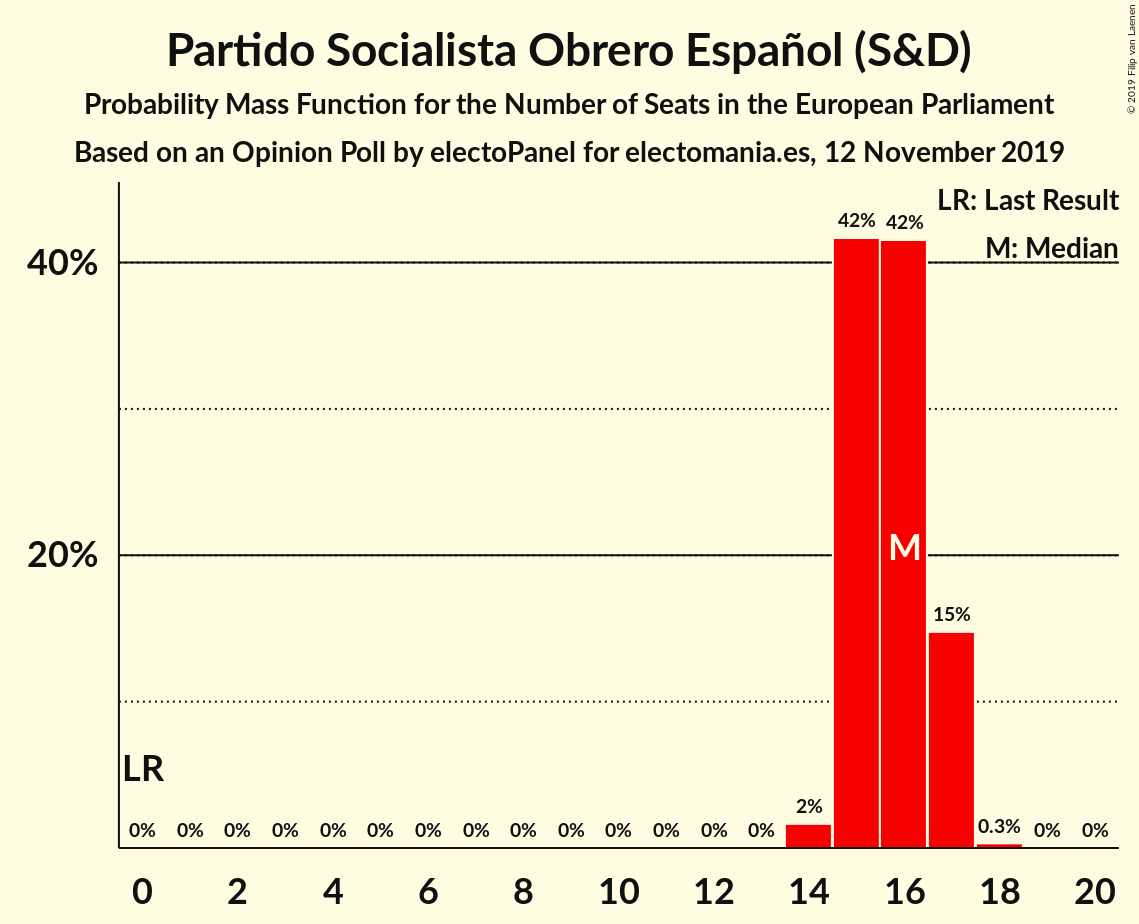 Partido Socialista Obrero Español (S&D)
Probability Mass Function for the Number of Seats in the European Parliament
Based on an Opinion Poll by electoPanel for electomania.es, 12 November 2019
© 2019 Filip van Laenen
LR: Last Result
M: Median
42% 42%
40%
20%
M
15%
LR
2%
0% 0% 0% 0% 0% 0% 0% 0% 0% 0% 0% 0% 0% 0% 0.3% 0% 0%
0 2 4 6 8 10 12 14 16 18 20